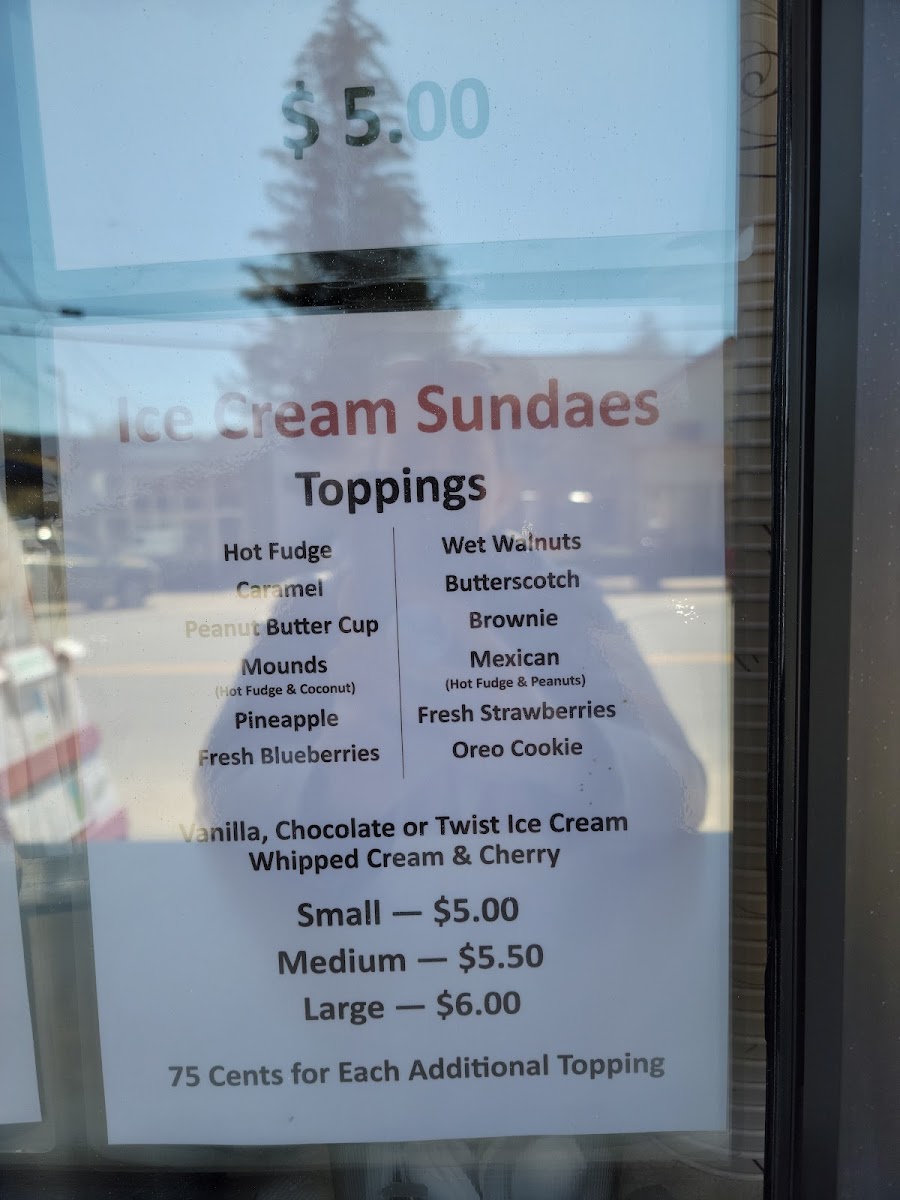 $ 5.00
Ice Cream Sundaes
Toppings
Hot Fudge
Caramel
Peanut Butter Cup
Mounds
(Hot Fudge & Coconut)
Pineapple
Fresh Blueberries
Wet Walnuts
Butterscotch
Brownie
Mexican
(Hot Fudge & Peanuts)
Fresh Strawberries
Oreo Cookie
Vanilla, Chocolate or Twist Ice Cream
Whipped Cream & Cherry
Small — $5.00
Medium — $5.50
Large — $6.00
75 Cents for Each Additional Topping